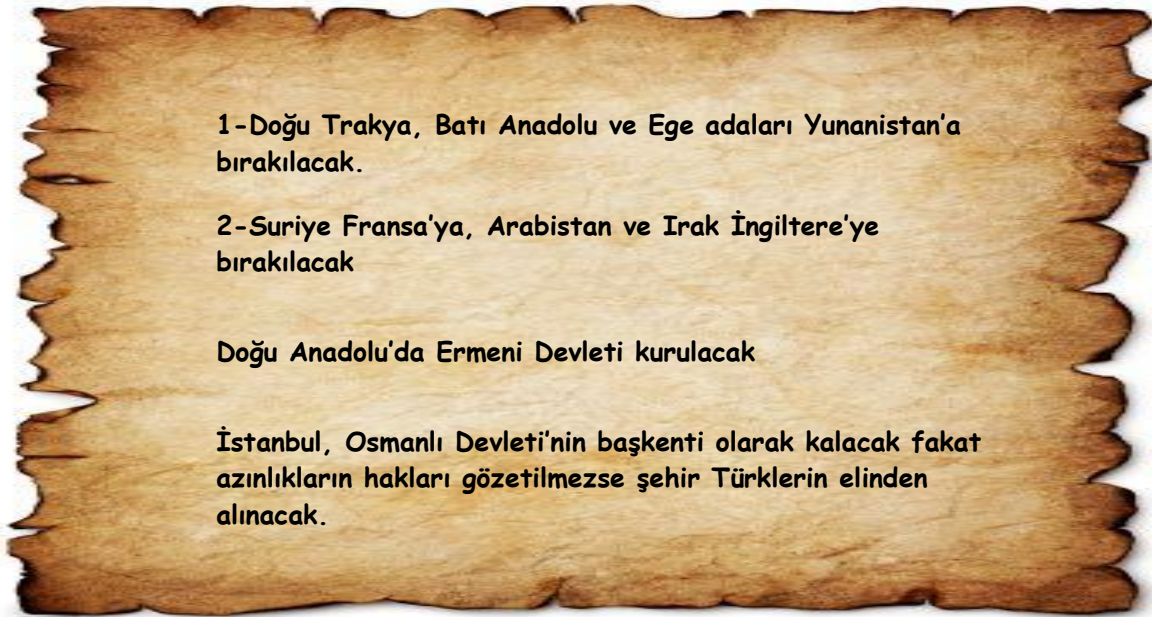 1-Doğu Trakya, Batı Anadolu ve Ege adaları Yunanistan’a
bırakılacak.
2-Suriye Fransa’ya, Arabistan ve Irak İngiltere’ye
bırakılacak
Doğu Anadolu’da Ermeni Devleti kurulacak
İstanbul, Osmanlı Devleti’nin başkenti olarak kalacak fakat
azınlıkların hakları gözetilmezse şehir Türklerin elinden
alınacak.